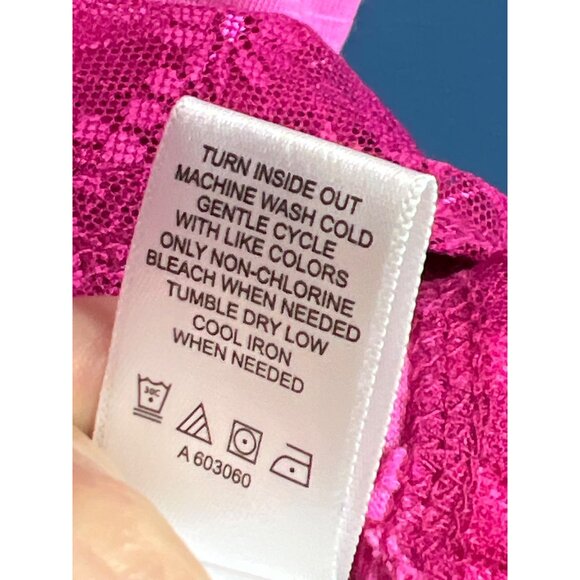 TURN INSIDE OUT
MACHINE WASH COLD
GENTLE CYCLE
WITH LIKE COLORS
ONLY NON-CHLORINE
BLEACH WHEN NEEDED
TUMBLE DRY LOW
COOL IRON
WHEN NEEDED
30C
A 603060